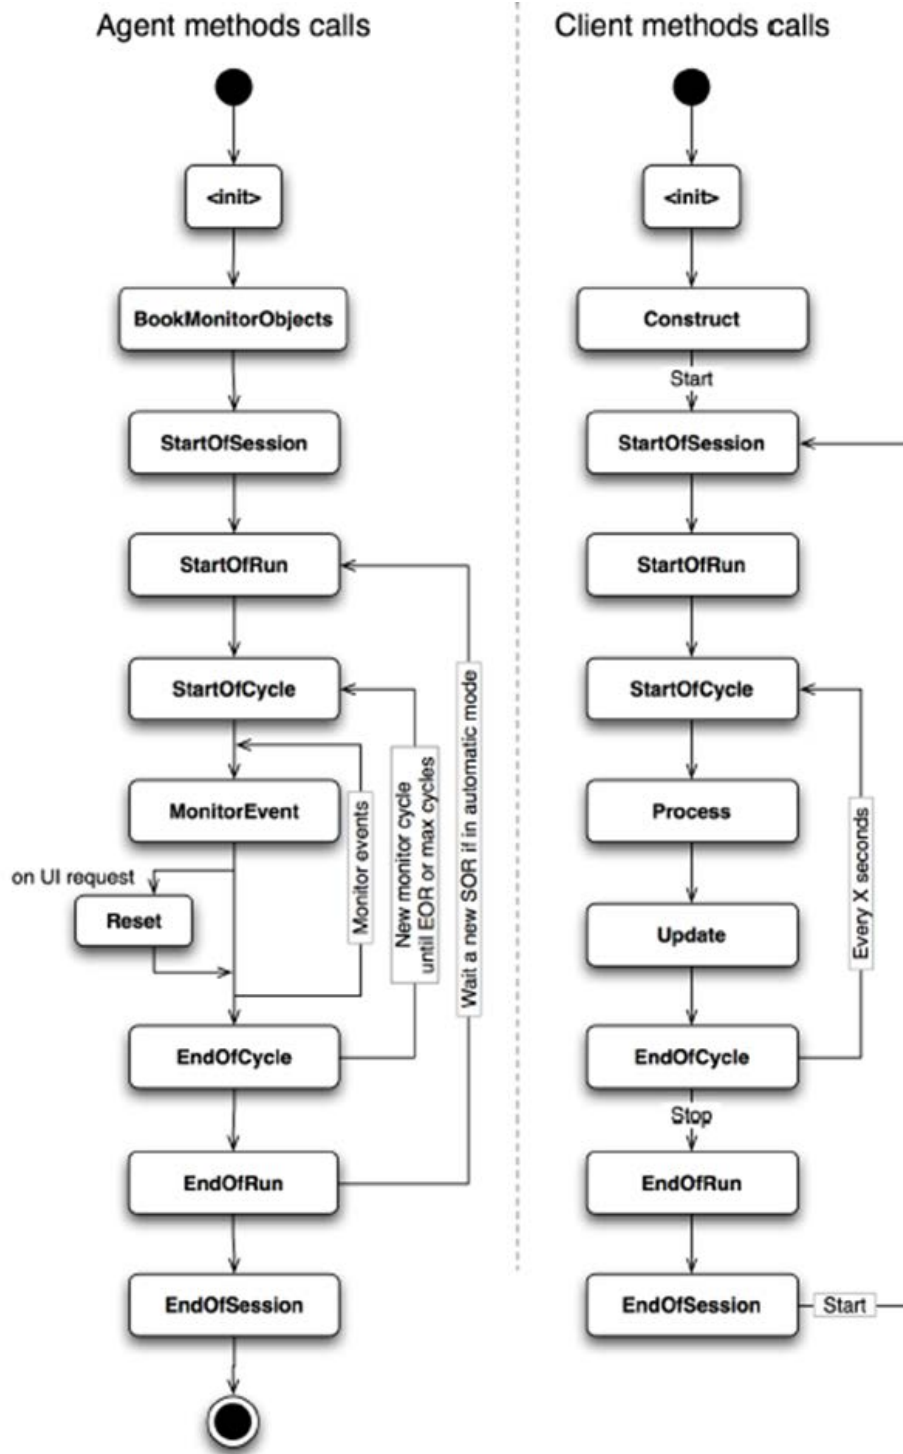 Agent methods calls
<init>
BookMonitorObjects
StartOfSession
StartOfRun
StartOfCycle
MonitorEvent
on UI request
Reset
Monitor events
New monitor cycle
until EOR or max cycles
Wait a new SOR if in automatic mode
EndOfCycle
EndOfRun
EndOfSession
Client methods calls
<init>
Construct
Start
StartOfSession
StartOfRun
StartOfCycle
Process
Update
Every X seconds
EndOfCycle
Stop
EndOfRun
EndOfSession
Start